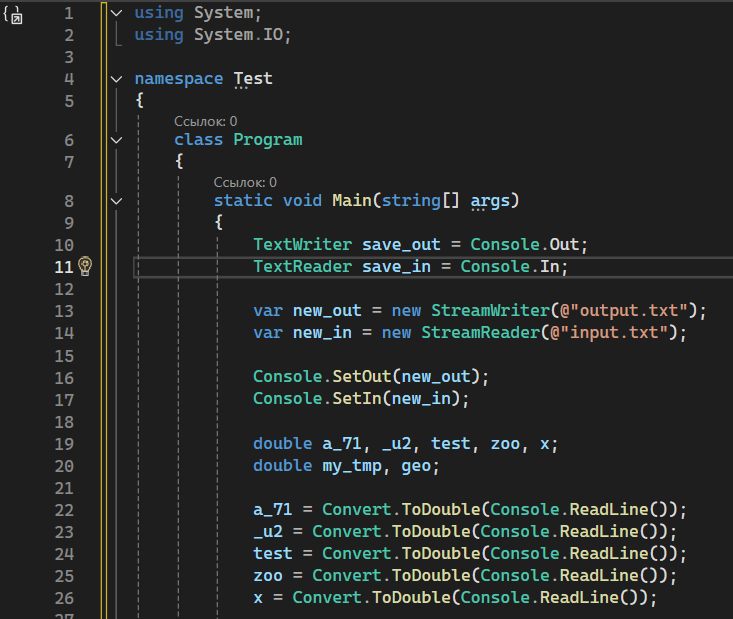 1 using System;
2 using System.IO;
3
4 namespace Test
5 {
Ссылок: 0
6 class Program
7 {
Ссылок: 0
8 static void Main(string[] args)
9 {
10 TextWriter save_out = Console.Out;
11 TextReader save_in = Console.In;
12
13 var new_out = new StreamWriter(@"output.txt");
14 var new_in = new StreamReader(@"input.txt");
15
16 Console.SetOut(new_out);
17 Console.SetIn(new_in);
18
19 double a_71, _u2, test, zoo, x;
20 double my_tmp, geo;
21
22 a_71 = Convert.ToDouble(Console.ReadLine());
23 _u2 = Convert.ToDouble(Console.ReadLine());
24 test = Convert.ToDouble(Console.ReadLine());
25 zoo = Convert.ToDouble(Console.ReadLine());
26 x = Convert.ToDouble(Console.ReadLine());
27